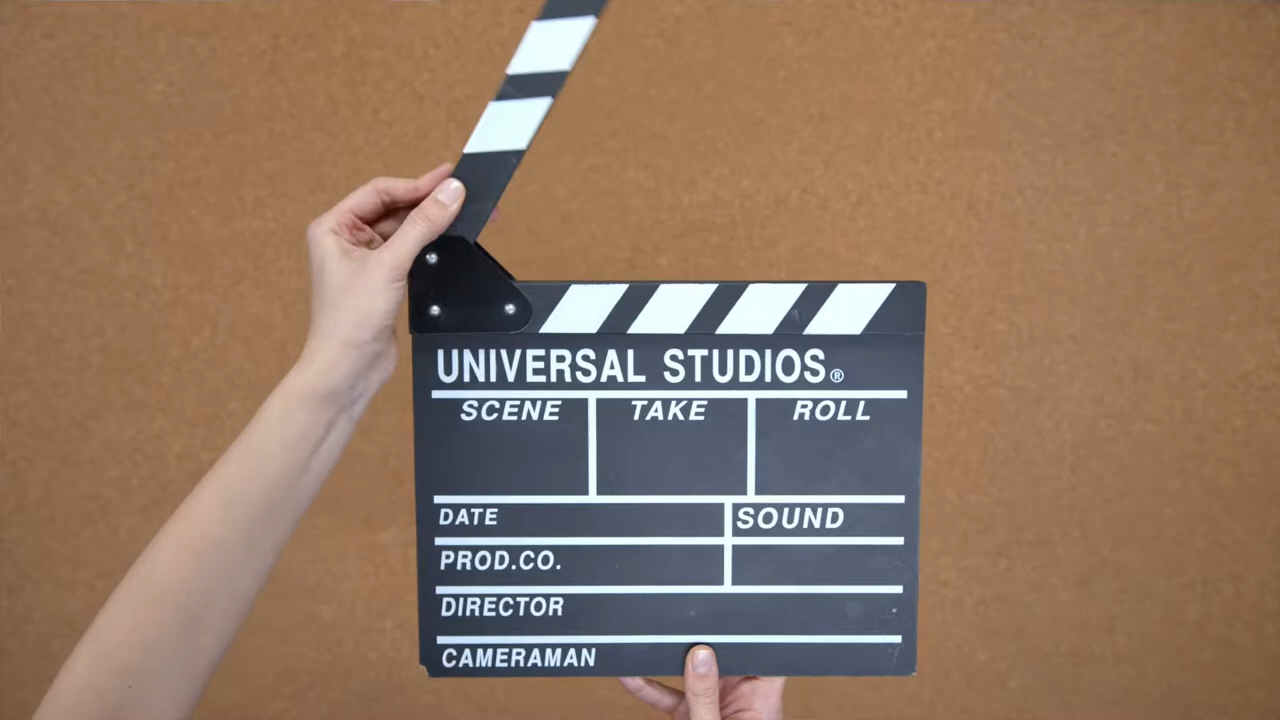 UNIVERSAL STUDIOS®
SCENE TAKE ROLL
DATE SOUND
PROD.CO.
DIRECTOR
CAMERAMAN